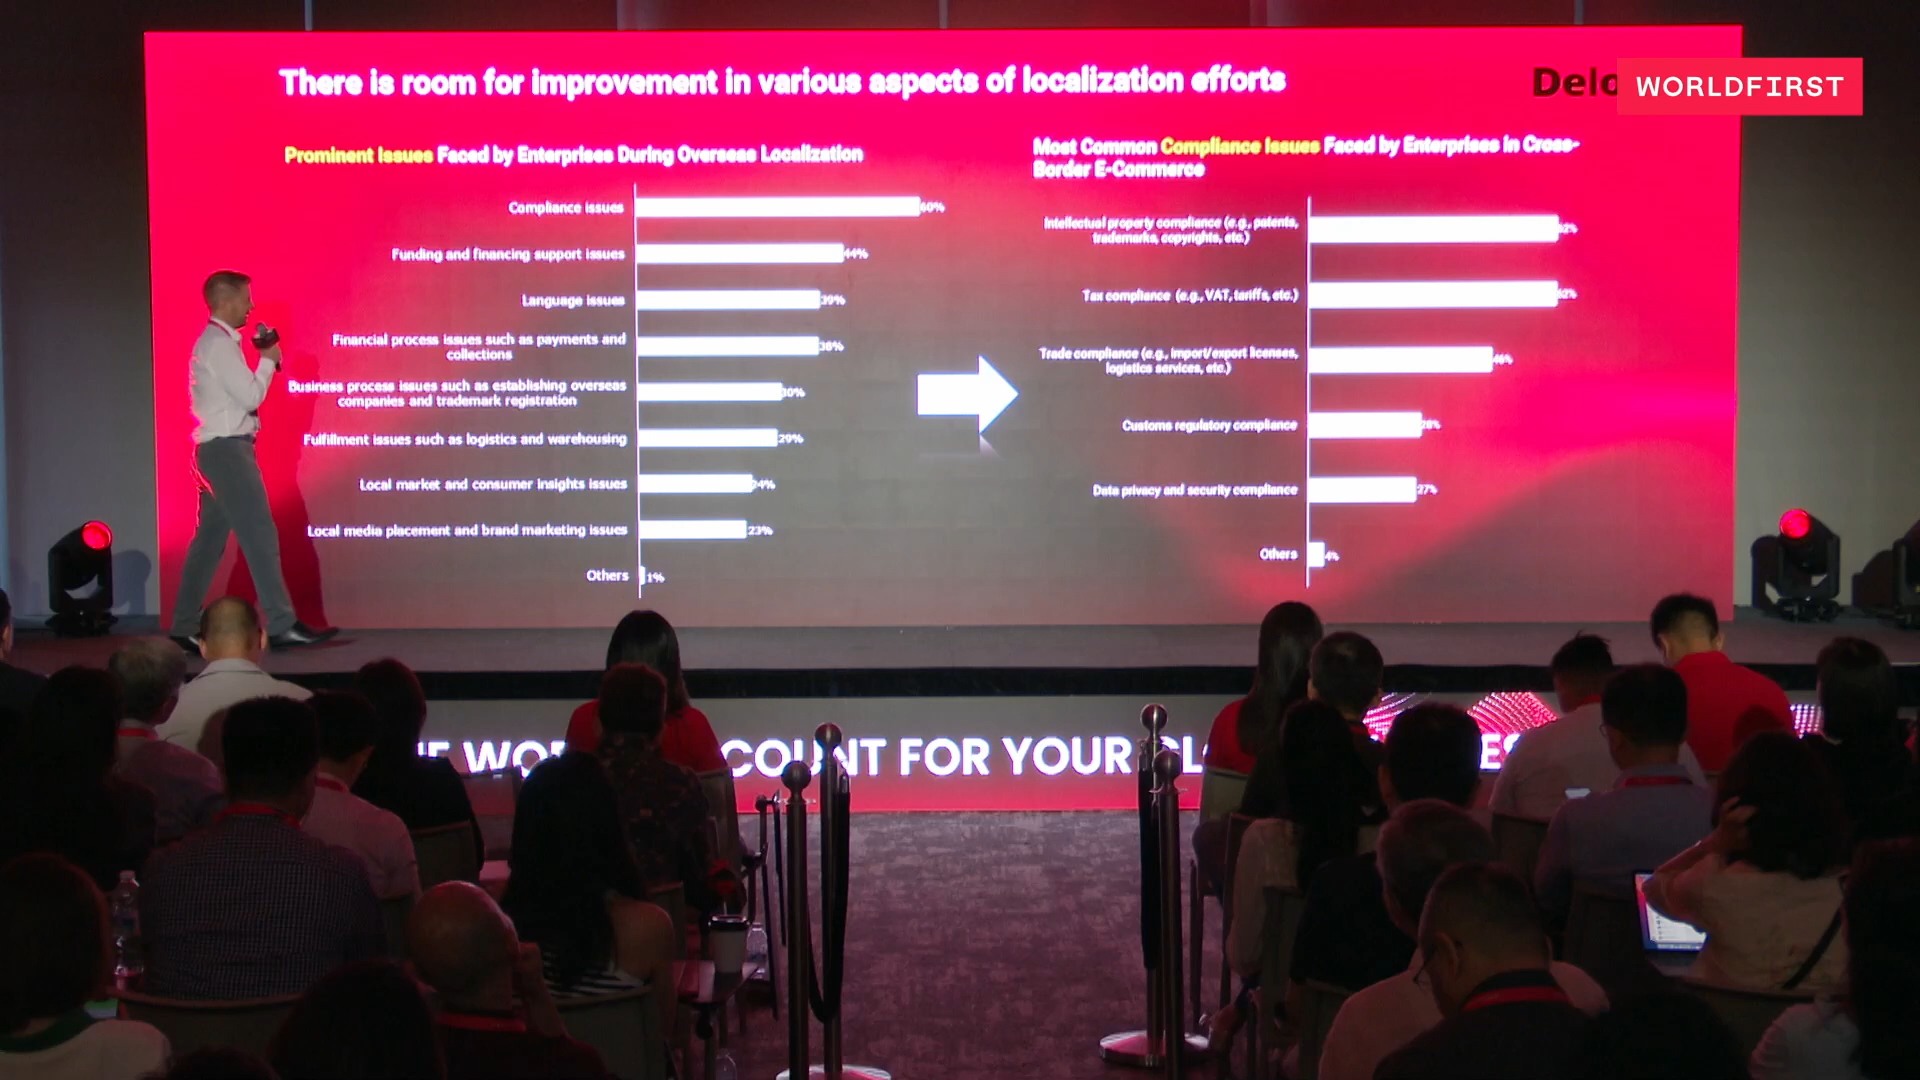 There is room for improvement in various aspects of localization efforts
Delo
WORLDFIRST
Prominent Issues Faced by Enterprises During Overseas Localization
Compliance issues
60%
Funding and financing support issues
44%
Language issues
39%
Financial process issues such as payments and
collections
38%
Business process issues such as establishing overseas
companies and trademark registration
30%
Fulfillment issues such as logistics and warehousing
29%
Local market and consumer insights issues
24%
Local media placement and brand marketing issues
23%
Others
1%
Most Common Compliance Issues Faced by Enterprises in Cross-
Border E-Commerce
Intellectual property compliance (e.g., patents,
trademarks, copyrights, etc.)
62%
Tax compliance (e.g., VAT, tariffs, etc.)
62%
Trade compliance (e.g., import/export licenses,
logistics services, etc.)
46%
Customs regulatory compliance
28%
Data privacy and security compliance
27%
Others
4%
COUNT FOR YOUR